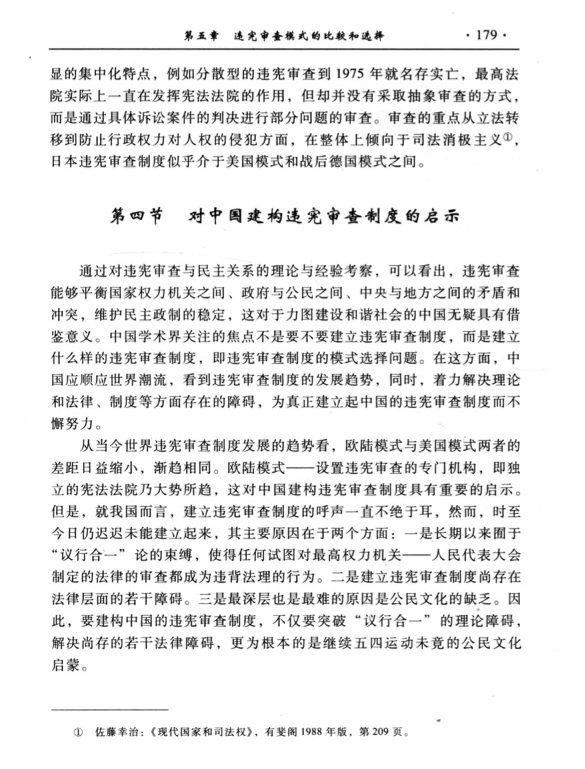 第五章 违宪审查模式的比较和选择 ·179·
显的集中化特点，例如分散型的违宪审查到1975年就名存实亡，最高法
院实际上一直在发挥宪法法院的作用，但却并没有采取抽象审查的方式，
而是通过具体诉讼案件的判决进行部分问题的审查。审查的重点从立法转
移到防止行政权力对人权的侵犯方面，在整体上倾向于司法消极主义①，
日本违宪审查制度似乎介于美国模式和战后德国模式之间。
第四节 对中国建构违宪审查制度的启示
通过对违宪审查与民主关系的理论与经验考察，可以看出，违宪审查
能够平衡国家权力机关之间、政府与公民之间、中央与地方之间的矛盾和
冲突，维护民主政制的稳定，这对于力图建设和谐社会的中国无疑具有借
鉴意义。中国学术界关注的焦点不是要不要建立违宪审查制度，而是建立
什么样的违宪审查制度，即违宪审查制度的模式选择问题。在这方面，中
国应顺应世界潮流，看到违宪审查制度的发展趋势，同时，着力解决理论
和法律、制度等方面存在的障碍，为真正建立起中国的违宪审查制度而不
懈努力。
从当今世界违宪审查制度发展的趋势看，欧陆模式与美国模式两者的
差距日益缩小，渐趋相同。欧陆模式——设置违宪审查的专门机构，即独
立的宪法法院乃大势所趋，这对中国建构违宪审查制度具有重要的启示。
但是，就我国而言，建立违宪审查制度的呼声一直不绝于耳，然而，时至
今日仍迟迟未能建立起来，其主要原因在于两个方面：一是长期以来囿于
“议行合一”论的束缚，使得任何试图对最高权力机关——人民代表大会
制定的法律的审查都成为违背法理的行为。二是建立违宪审查制度尚存在
法律层面的若干障碍。三是最深层也是最难的原因是公民文化的缺乏。因
此，要建构中国的违宪审查制度，不仅要突破“议行合一”的理论障碍，
解决尚存的若干法律障碍，更为根本的是继续五四运动未竟的公民文化
启蒙。
① 佐藤幸治：《现代国家和司法权》，有斐阁1988年版，第209页。